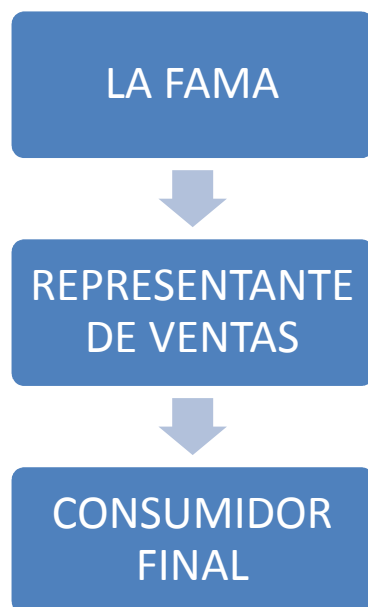 LA FAMA
REPRESENTANTE
DE VENTAS
CONSUMIDOR
FINAL